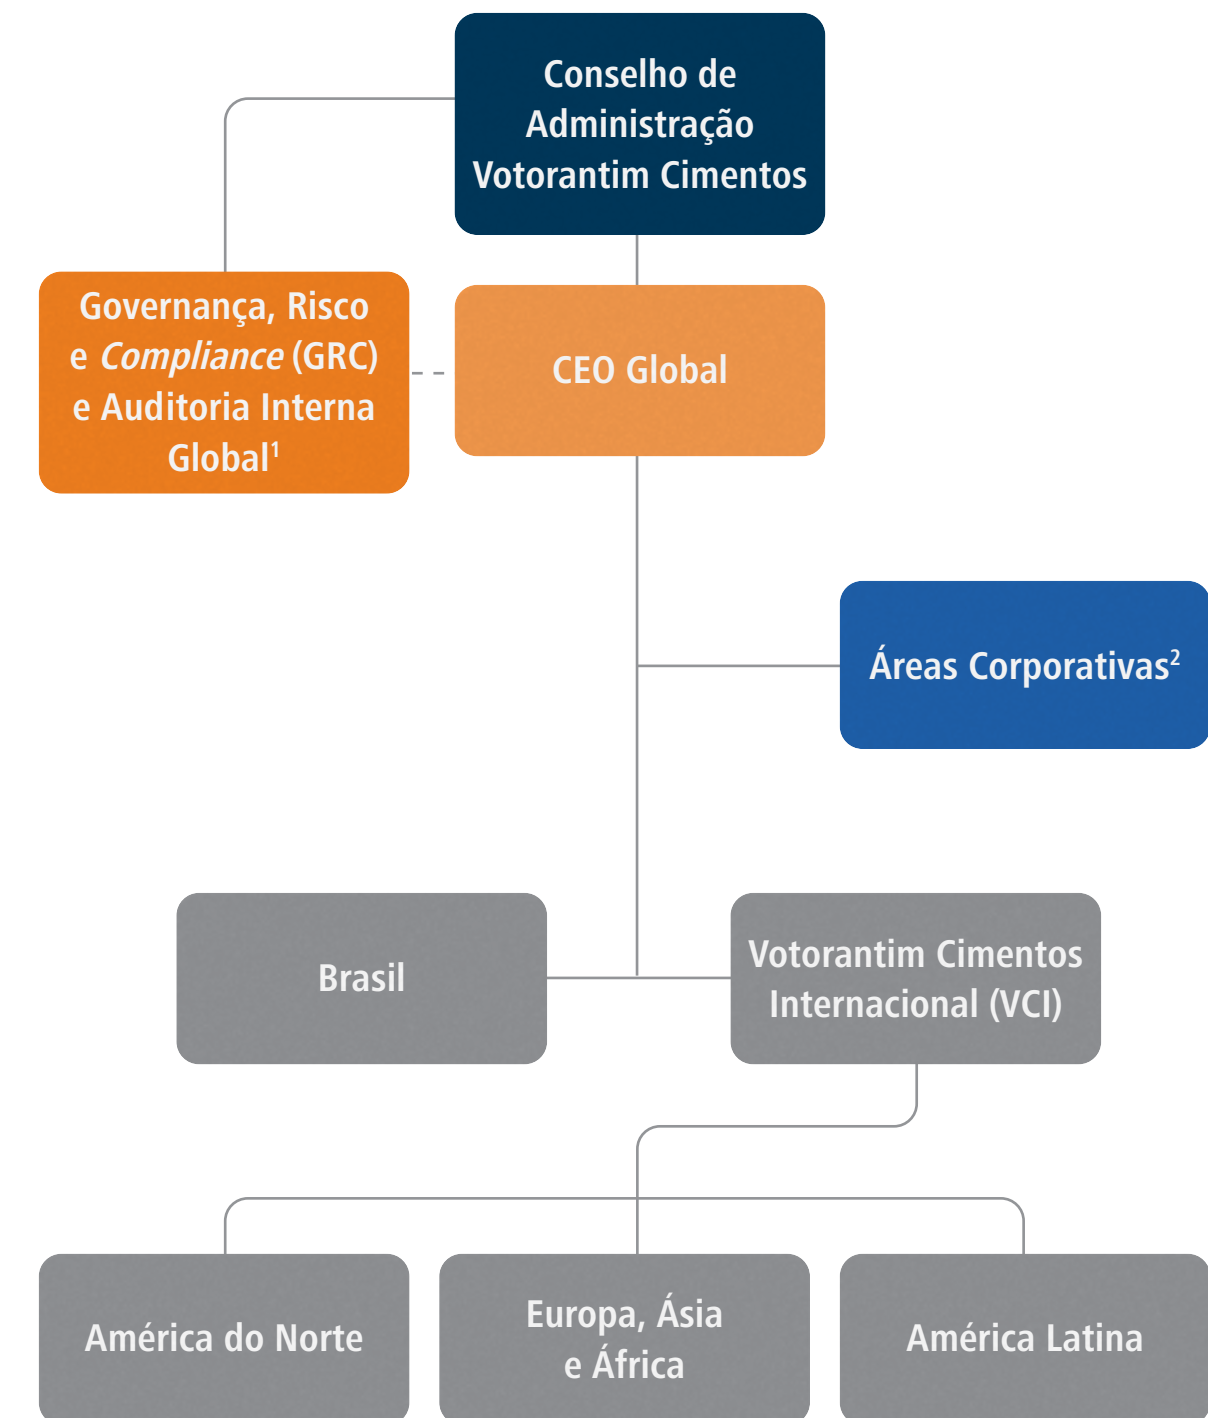 Conselho de
Administração
Votorantim Cimentos
Governança, Risco
e Compliance (GRC)
e Auditoria Interna
Global¹
CEO Global
Áreas Corporativas²
Brasil
Votorantim Cimentos
Internacional (VCI)
América do Norte
Europa, Ásia
e África
América Latina